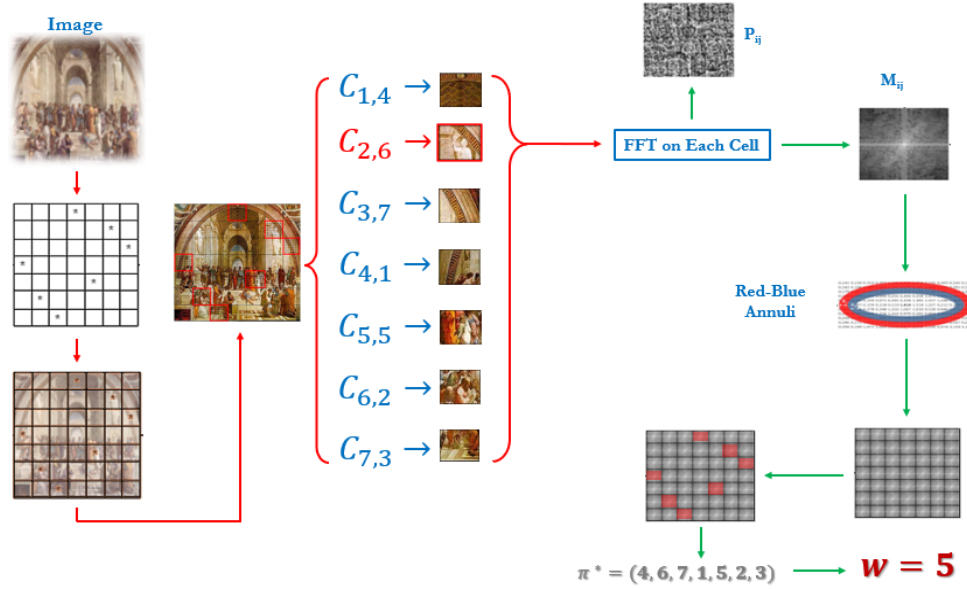 Image
C1,4 →
C2,6 →
C3,7 →
C4,1 →
C5,5 →
C6,2 →
C7,3 →
Pij
FFT on Each Cell
Mij
Red-Blue
Annuli
π* = (4, 6, 7, 1, 5, 2, 3)
w = 5